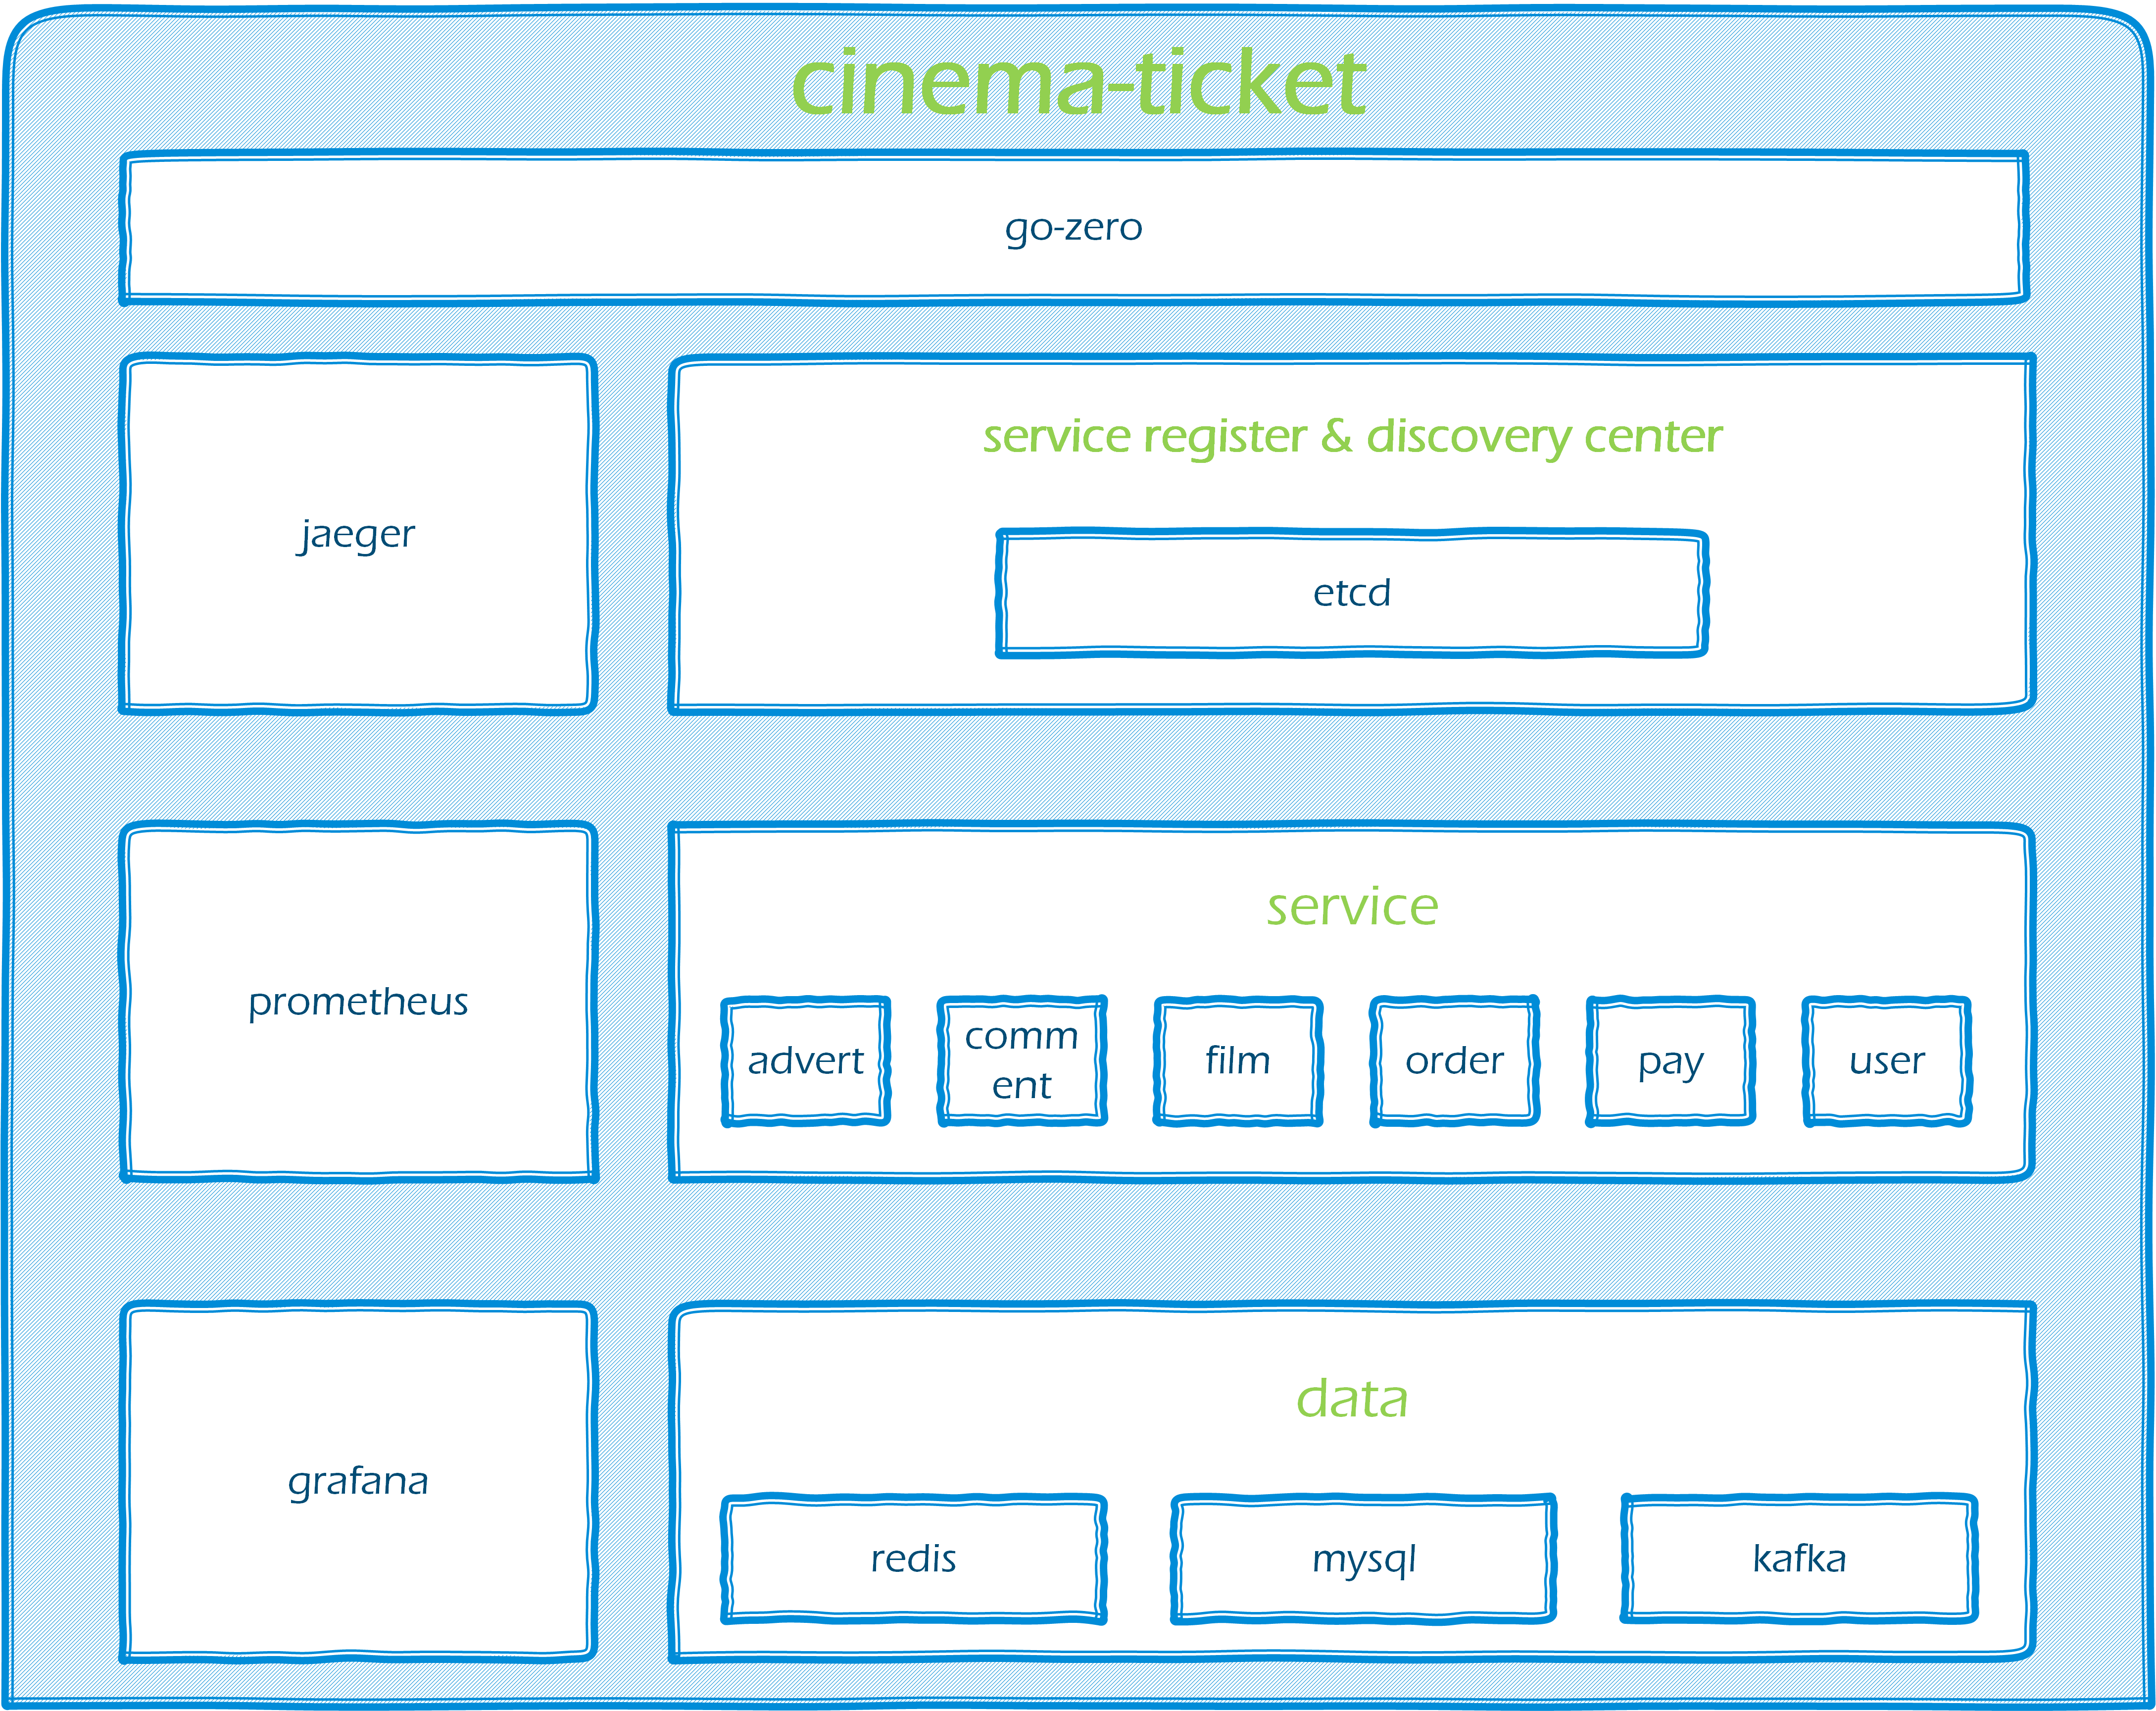 cinema-ticket
go-zero
jaeger
service register & discovery center
etcd
prometheus
service
advert
comm
ent
film
order
pay
user
grafana
data
redis
mysql
kafka